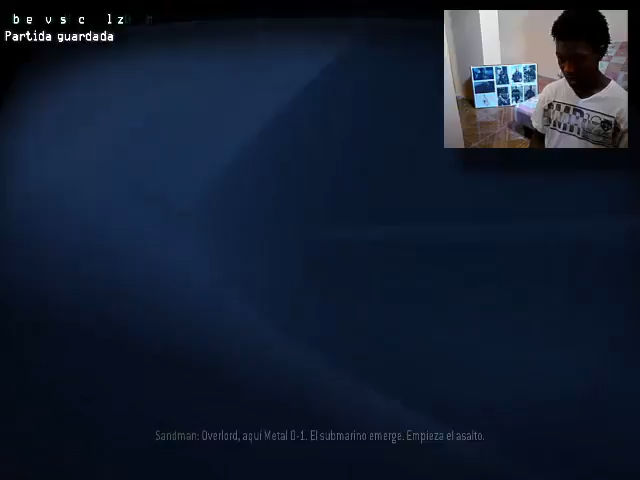 Partida guardada
Sandman: Overlord, aquí Metal 0-1. El submarino emerge. Empieza el asalto.